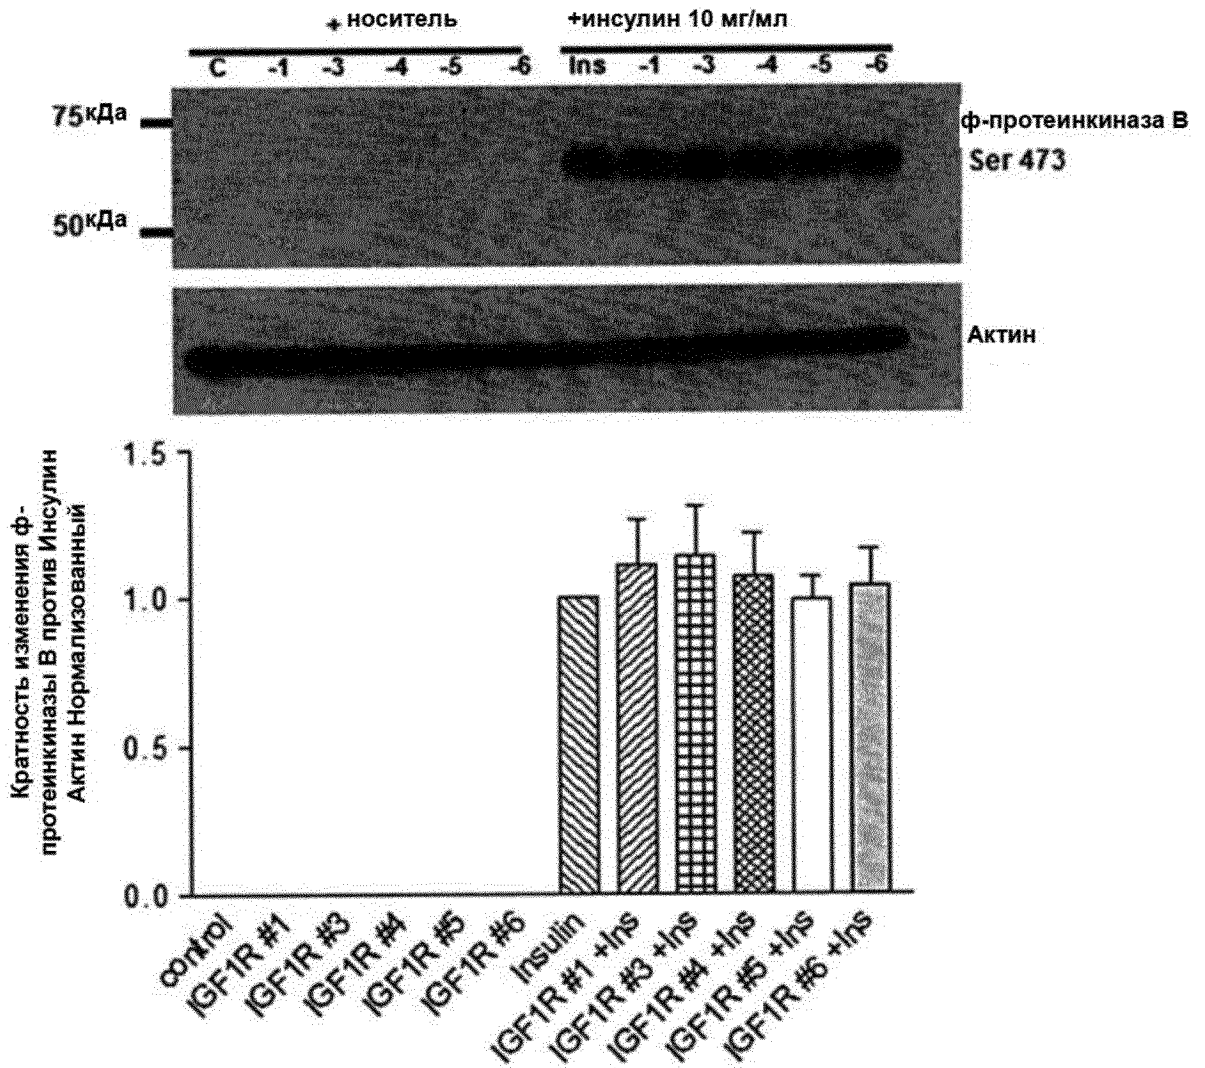 + носитель
+инсулин 10 мг/мл
C -1 -3 -4 -5 -6
Ins -1 -3 -4 -5 -6
75кДа
ф-протеинкиназа B
Ser 473
50кДа
Актин
Кратность изменения ф-
протеинкиназы B против Инсулин
Актин Нормализованный
1.5
1.0
0.5
0.0
control
IGF1R #1
IGF1R #3
IGF1R #4
IGF1R #5
IGF1R #6
Insulin
IGF1R #1 +Ins
IGF1R #3 +Ins
IGF1R #4 +Ins
IGF1R #5 +Ins
IGF1R #6 +Ins